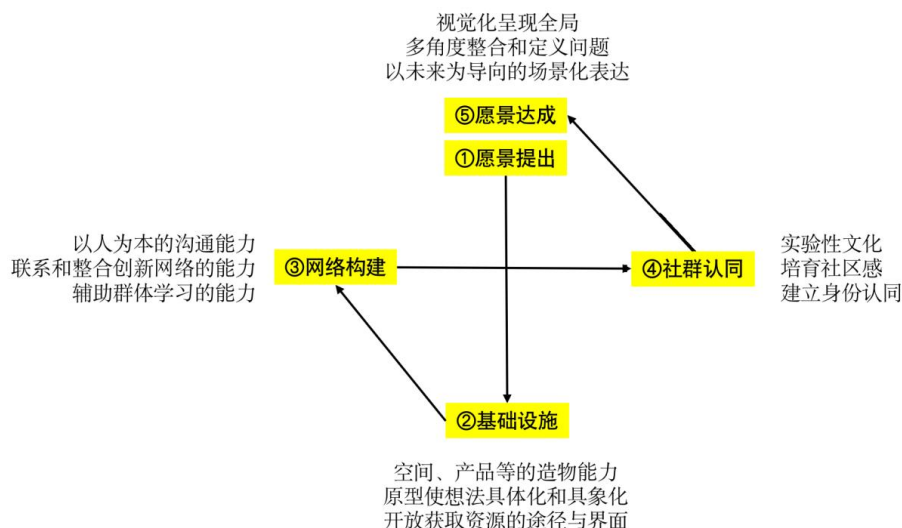 视觉化呈现全局
多角度整合和定义问题
以未来为导向的场景化表达
⑤愿景达成
①愿景提出
以人为本的沟通能力
联系和整合创新网络的能力
辅助群体学习的能力
③网络构建
④社群认同
实验性文化
培育社区感
建立身份认同
②基础设施
空间、产品等的造物能力
原型使想法具体化和具象化
开放获取资源的途径与界面